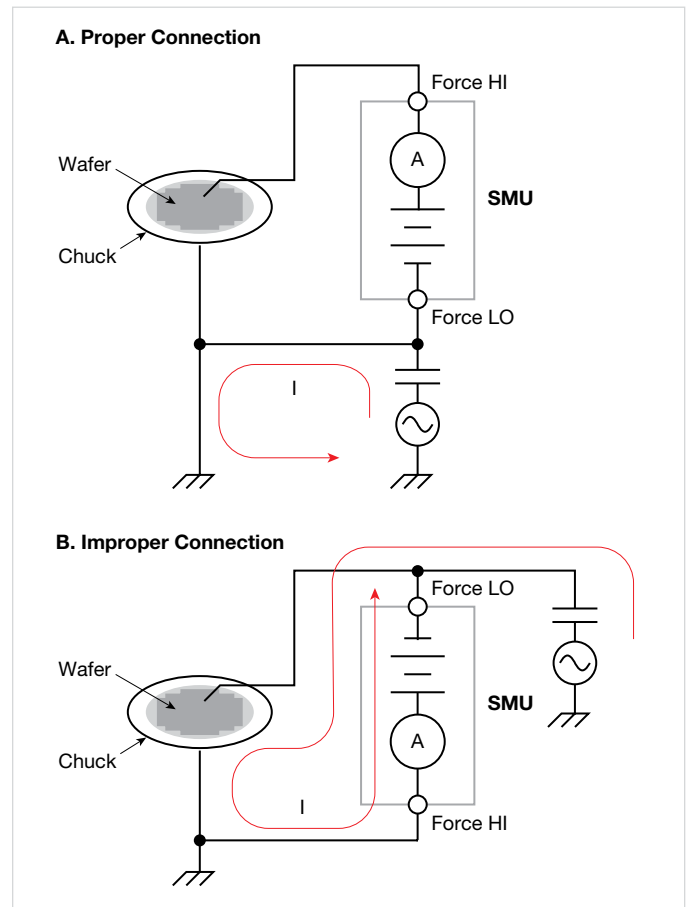 A. Proper Connection
Force HI
A
Wafer
SMU
Chuck
Force LO
I
B. Improper Connection
Force LO
Wafer
SMU
A
Chuck
I
Force HI